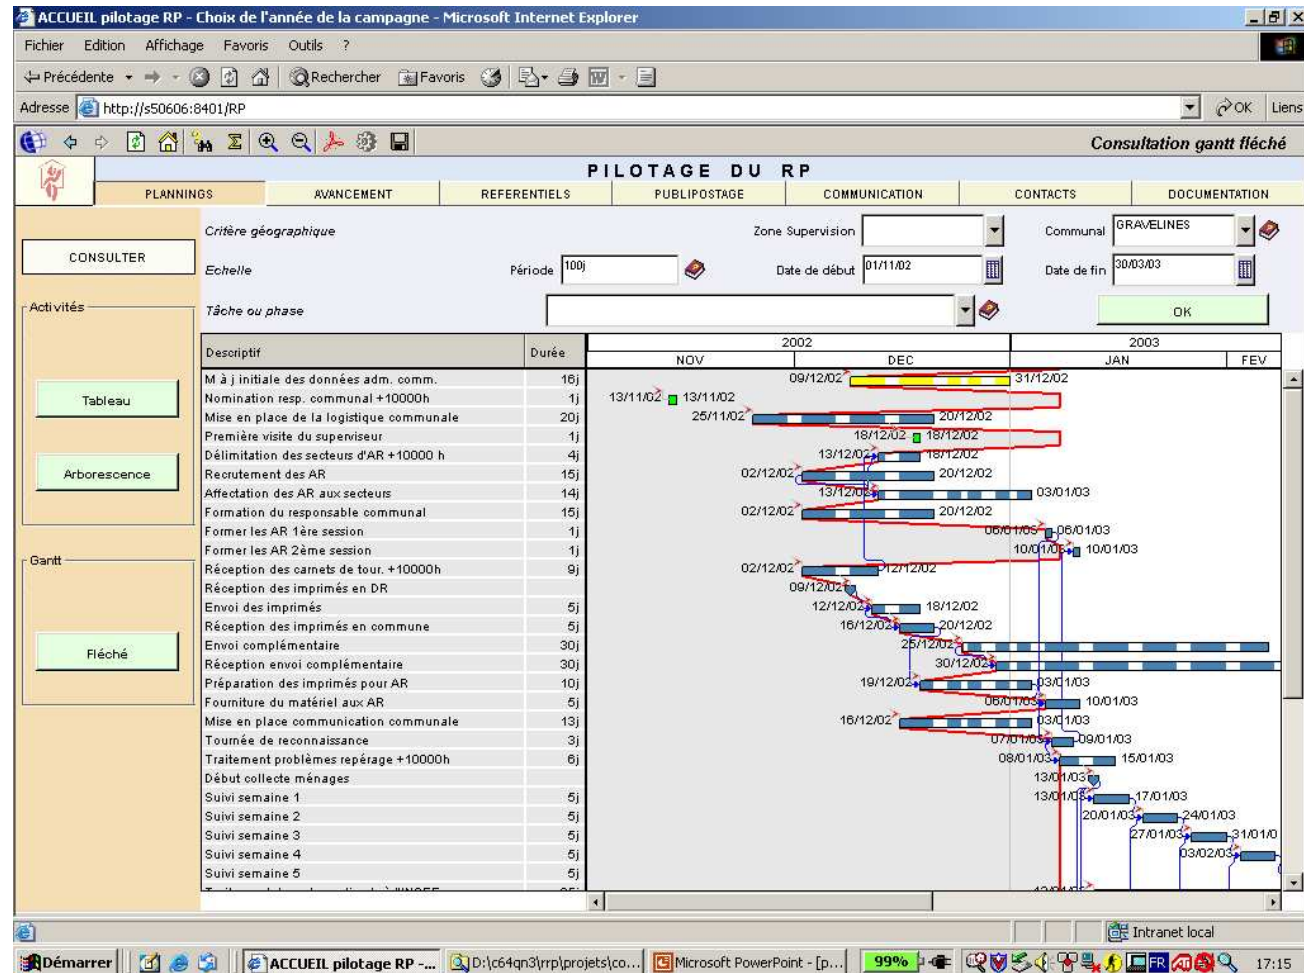 ACCUEIL pilotage RP - Choix de l'année de la campagne - Microsoft Internet Explorer
Fichier Edition Affichage Favoris Outils ?
Précédente Rechercher Favoris
Adresse http://s50606:8401/RP OK Liens
Consultation gantt fléché
PILOTAGE DU RP
PLANNINGS AVANCEMENT REFERENTIELS PUBLIPOSTAGE COMMUNICATION CONTACTS DOCUMENTATION
CONSULTER
Critère géographique Zone Supervision Communal GRAVELINES
Echelle Période 100j Date de début 01/11/02 Date de fin 30/03/03
Tâche ou phase OK
Activités
Tableau
Arborescence
Gantt
Fléché
Descriptif Durée 2002 2003
NOV DEC JAN FEV
M à j initiale des données adm. comm. 16j 09/12/02 31/12/02
Nomination resp. communal +10000h 1j 13/11/02 13/11/02
Mise en place de la logistique communale 20j 25/11/02 20/12/02
Première visite du superviseur 1j 18/12/02 18/12/02
Délimitation des secteurs d'AR +10000 h 4j 13/12/02 18/12/02
Recrutement des AR 15j 02/12/02 20/12/02
Affectation des AR aux secteurs 14j 13/12/02 03/01/03
Formation du responsable communal 15j 02/12/02 20/12/02
Former les AR 1ère session 1j 06/01/03 06/01/03
Former les AR 2ème session 1j 10/01/03 10/01/03
Réception des carnets de tour. +10000h 9j 02/12/02 12/12/02
Réception des imprimés en DR 09/12/02
Envoi des imprimés 5j 12/12/02 18/12/02
Réception des imprimés en commune 5j 16/12/02 20/12/02
Envoi complémentaire 30j 25/12/02
Réception envoi complémentaire 30j 30/12/02
Préparation des imprimés pour AR 10j 19/12/02 03/01/03
Fourniture du matériel aux AR 5j 06/01/03 10/01/03
Mise en place communication communale 13j 16/12/02 03/01/03
Tournée de reconnaissance 3j 07/01/03 09/01/03
Traitement problèmes repérage +10000h 6j 08/01/03 15/01/03
Début collecte ménages 13/01/03
Suivi semaine 1 5j 13/01/03 17/01/03
Suivi semaine 2 5j 20/01/03 24/01/03
Suivi semaine 3 5j 27/01/03 31/01/0
Suivi semaine 4 5j 03/02/03
Suivi semaine 5 5j
Intranet local
Démarrer ACCUEIL pilotage RP -... D:\c64qn3\rrp\projets\co... Microsoft PowerPoint - [p... 99% FR 17:15